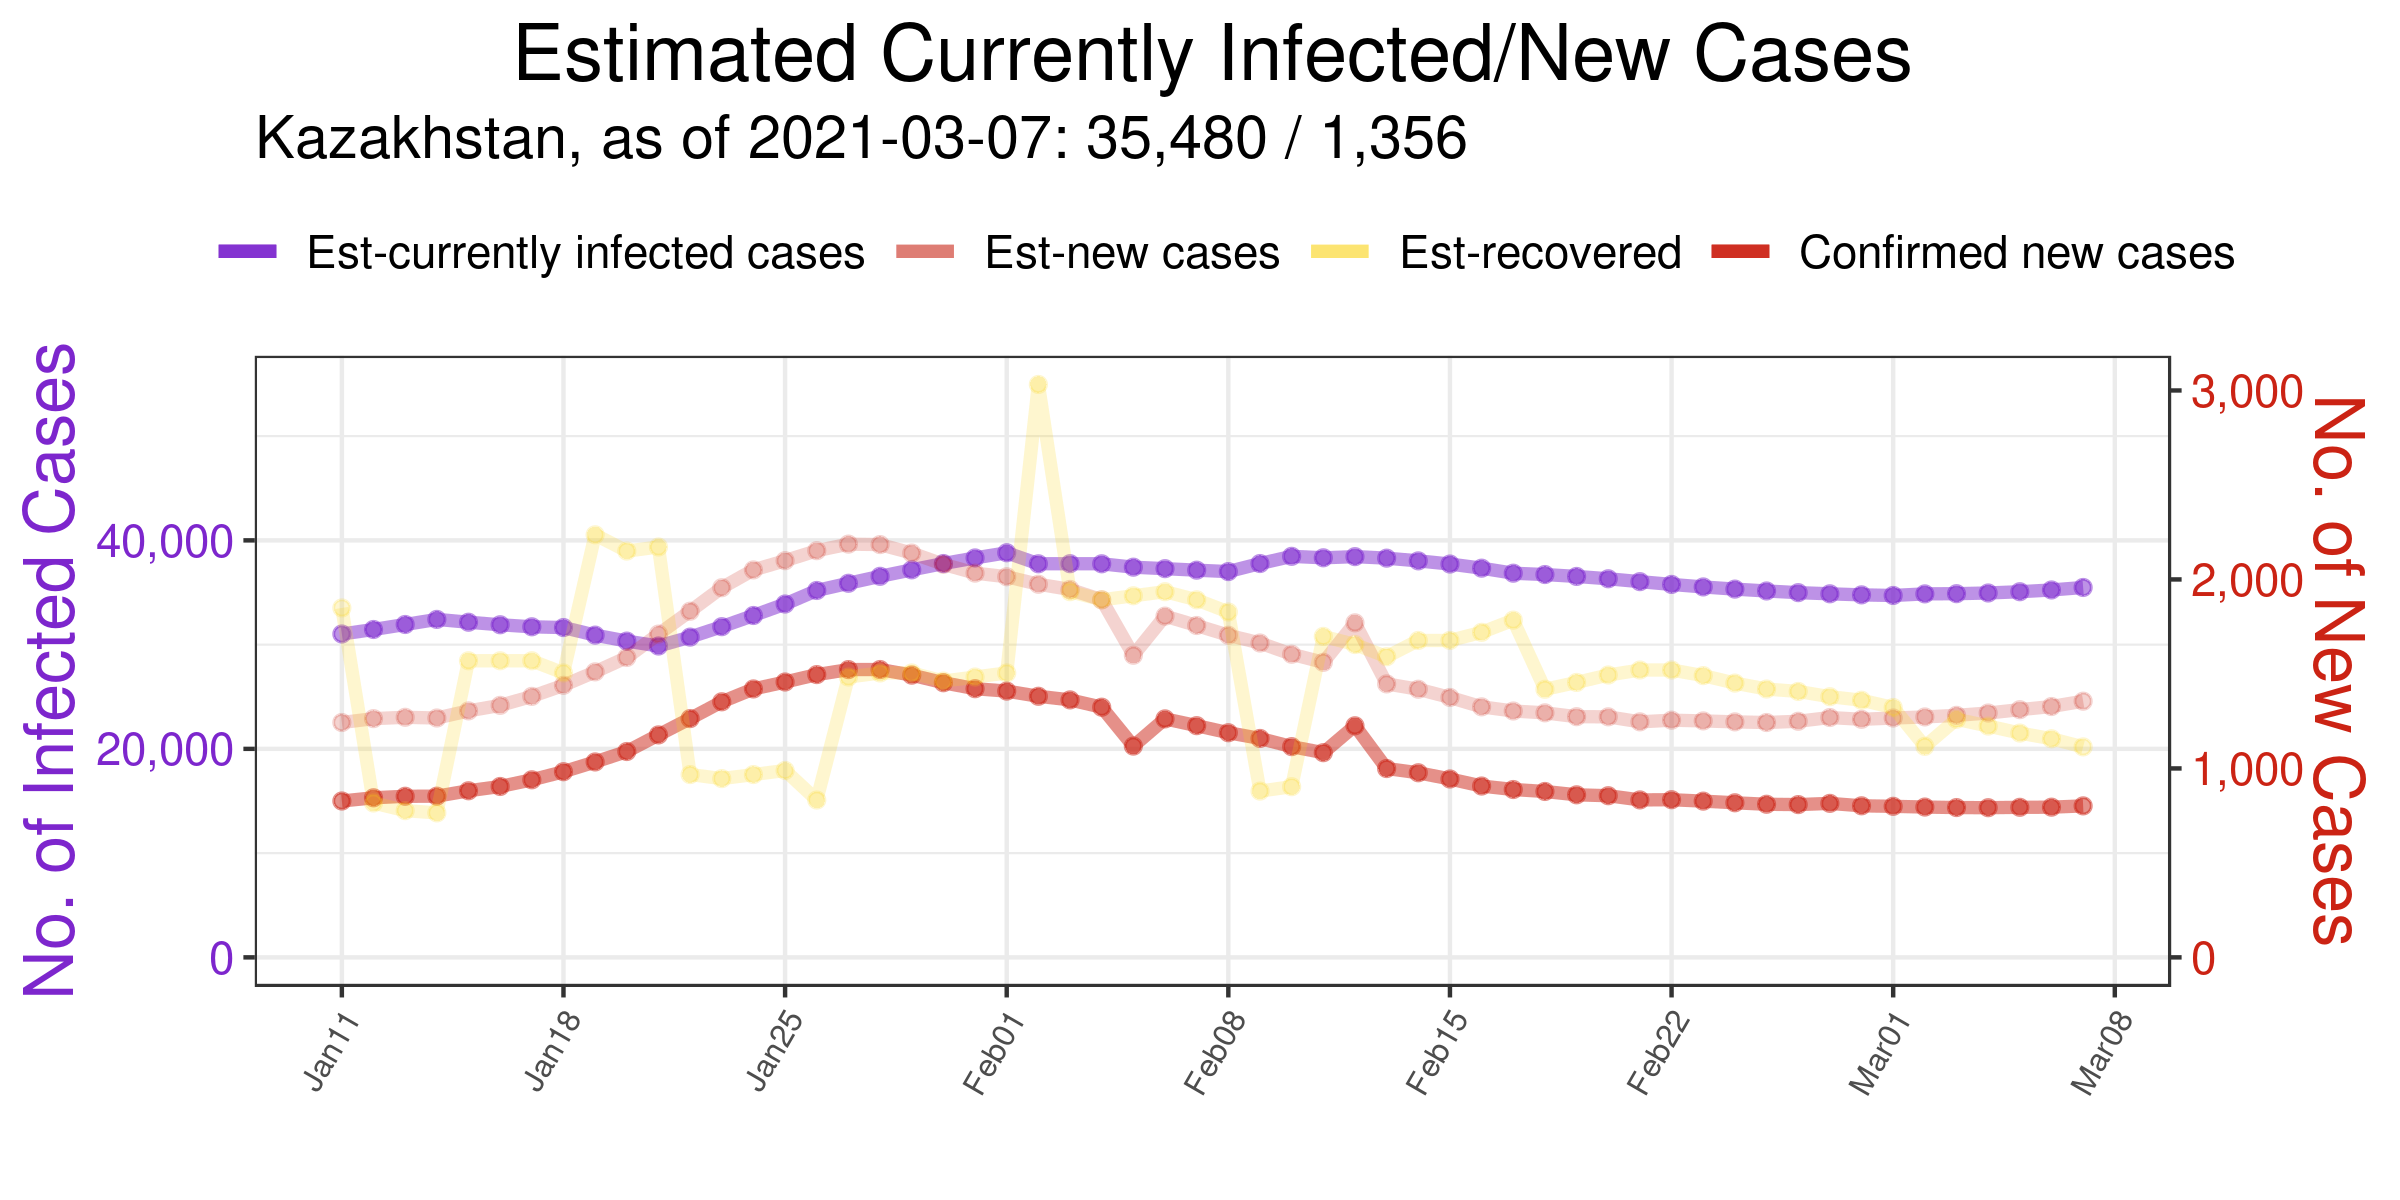 Estimated Currently Infected/New Cases
Kazakhstan, as of 2021-03-07: 35,480 / 1,356
Est-currently infected cases Est-new cases Est-recovered Confirmed new cases
No. of Infected Cases
40,000
20,000
0
3,000
2,000
1,000
0
No. of New Cases
Jan11 Jan18 Jan25 Feb01 Feb08 Feb15 Feb22 Mar01 Mar08